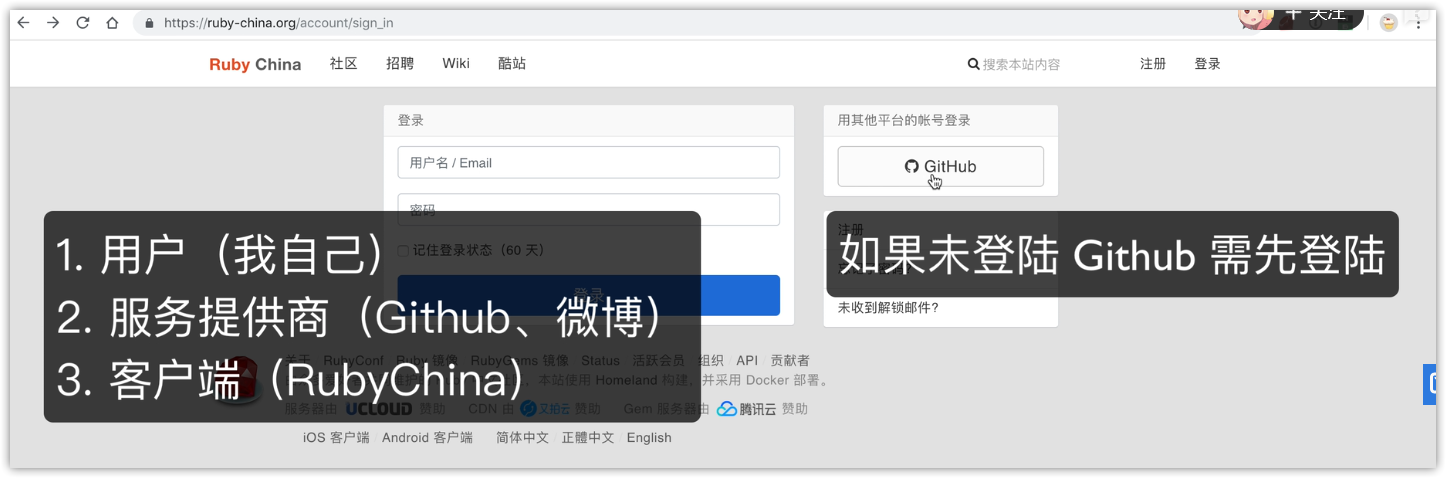 https://ruby-china.org/account/sign_in
关注
Ruby China 社区 招聘 Wiki 酷站 搜索本站内容 注册 登录
登录
用户名 / Email
密码
记住登录状态（60 天）
登录
用其他平台的帐号登录
GitHub
注册
未收到解锁邮件?
1. 用户（我自己）
2. 服务提供商（Github、微博）
3. 客户端（RubyChina）
如果未登陆 Github 需先登陆
关于 / RubyConf / Ruby 镜像 / RubyGems 镜像 / Status / 活跃会员 / 组织 / API / 贡献者
本站使用 Homeland 构建，并采用 Docker 部署。
服务器由 UCLOUD 赞助 CDN 由 又拍云 赞助 Gem 服务器由 腾讯云 赞助
iOS 客户端 / Android 客户端 简体中文 / 正體中文 / English